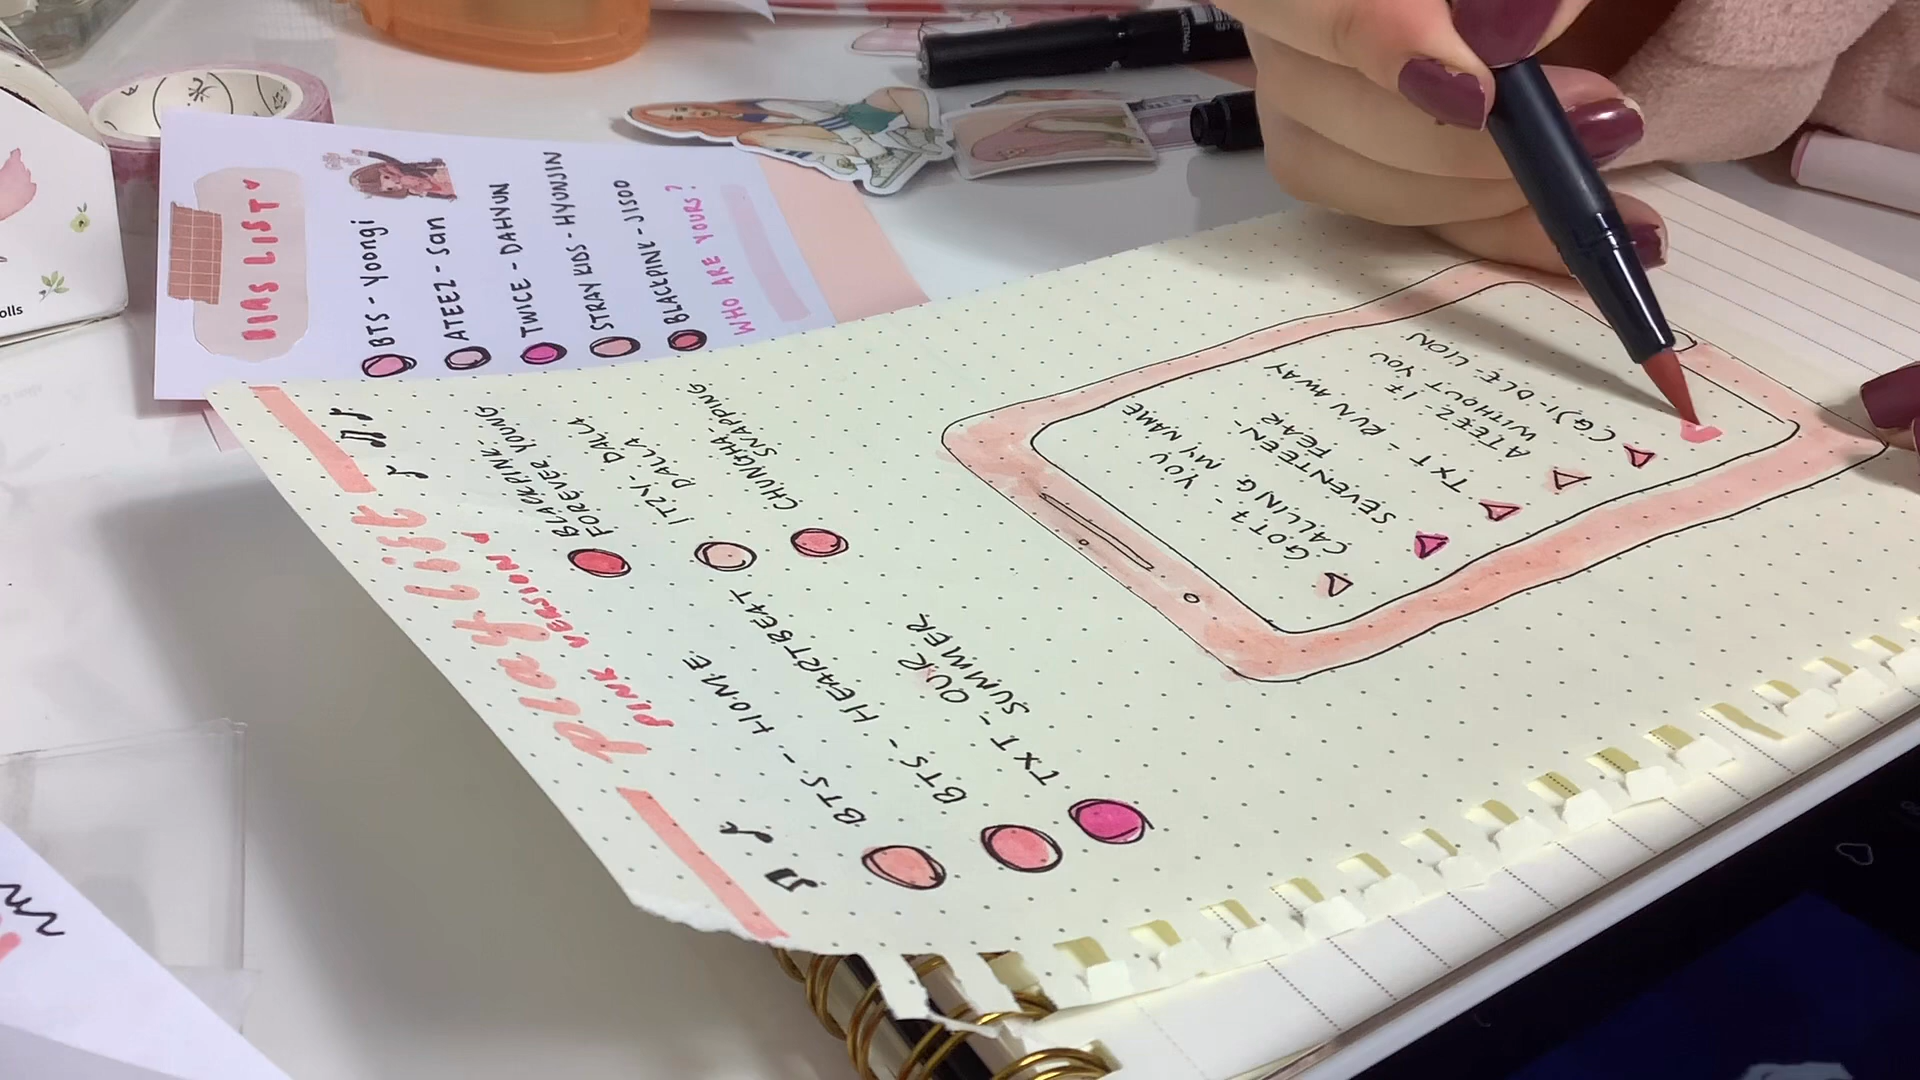 BIAS LIST
BTS - Yoongi
ATEEZ - San
TWICE - DAHYUN
STRAY KIDS - HYUNJIN
BLACKPINK - JISOO
WHO ARE YOURS?
playlist
PINK VERSION
BTS - HOME
BTS - HEARTBEAT
TXT - OUR
SUMMER
BLACKPINK
FOREVER YOUNG
ITZY -
DALLA
DALLA
CHUNGHA
SNAPPING
GOT7 - YOU
CALLING MY NAME
SEVENTEEN -
FEAR
TXT - RUN AWAY
ATEEZ - IF
WITHOUT YOU
(G)I-DLE - LION
olls
光